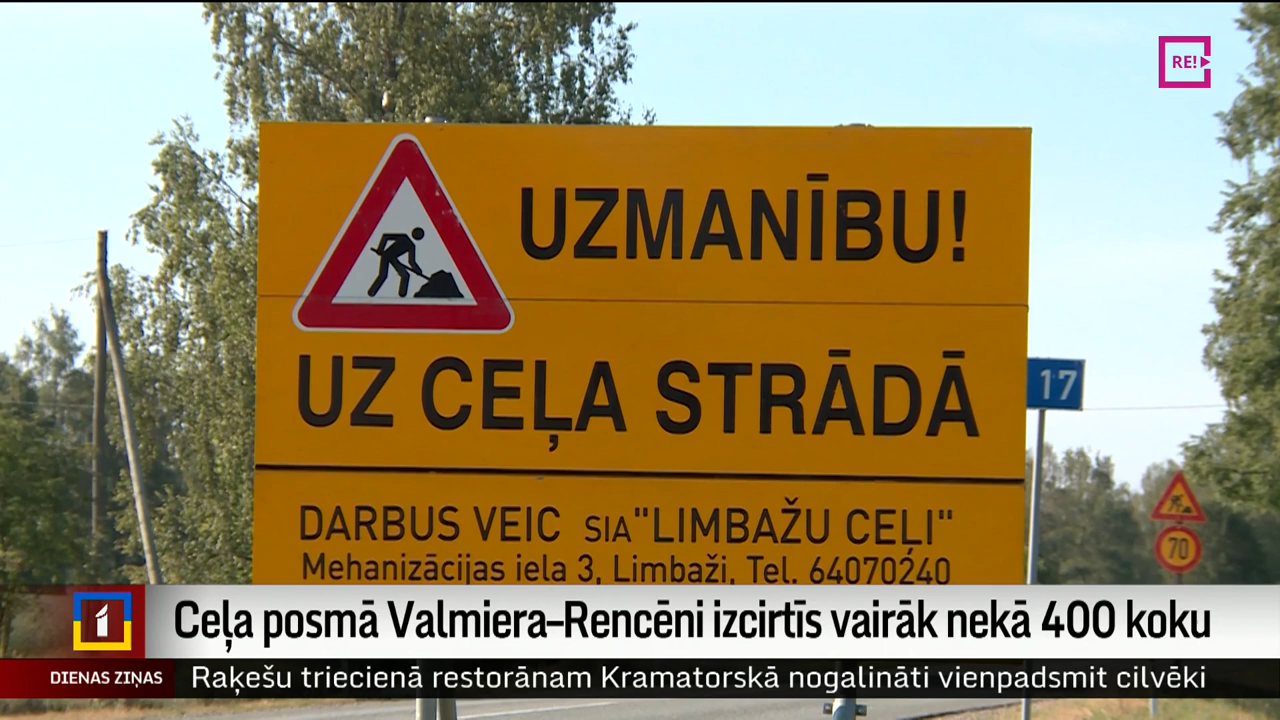 RE!
UZMANĪBU!
UZ CEĻA STRĀDĀ
17
DARBUS VEIC SIA "LIMBAŽU CEĻI"
Mehanizācijas iela 3, Limbaži, Tel. 64070240
70
1
Ceļa posmā Valmiera–Rencēni izcirtīs vairāk nekā 400 koku
DIENAS ZIŅAS
Raķešu triecienā restorānam Kramatorskā nogalināti vienpadsmit cilvēki